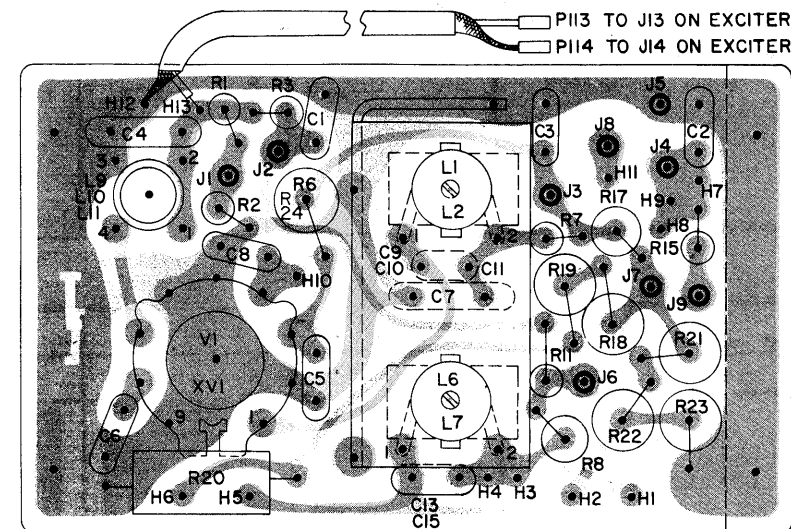 P113 TO J13 ON EXCITER
P114 TO J14 ON EXCITER
H12
H13
R1
R3
C1
C4
3
2
L9
L10
L11
4
J1
J2
R2
R6
R
24
C8
H10
V1
XV1
C5
C6
9
1
R20
H6
H5
L1
L2
1
2
C9
C10
C11
C7
L6
L7
2
C13
C15
H4
H3
H2
H1
C3
J8
J5
C2
J4
H11
J3
R17
H9
H7
R7
H8
R15
R19
J7
J9
R18
R21
R11
J6
R22
R23
R8